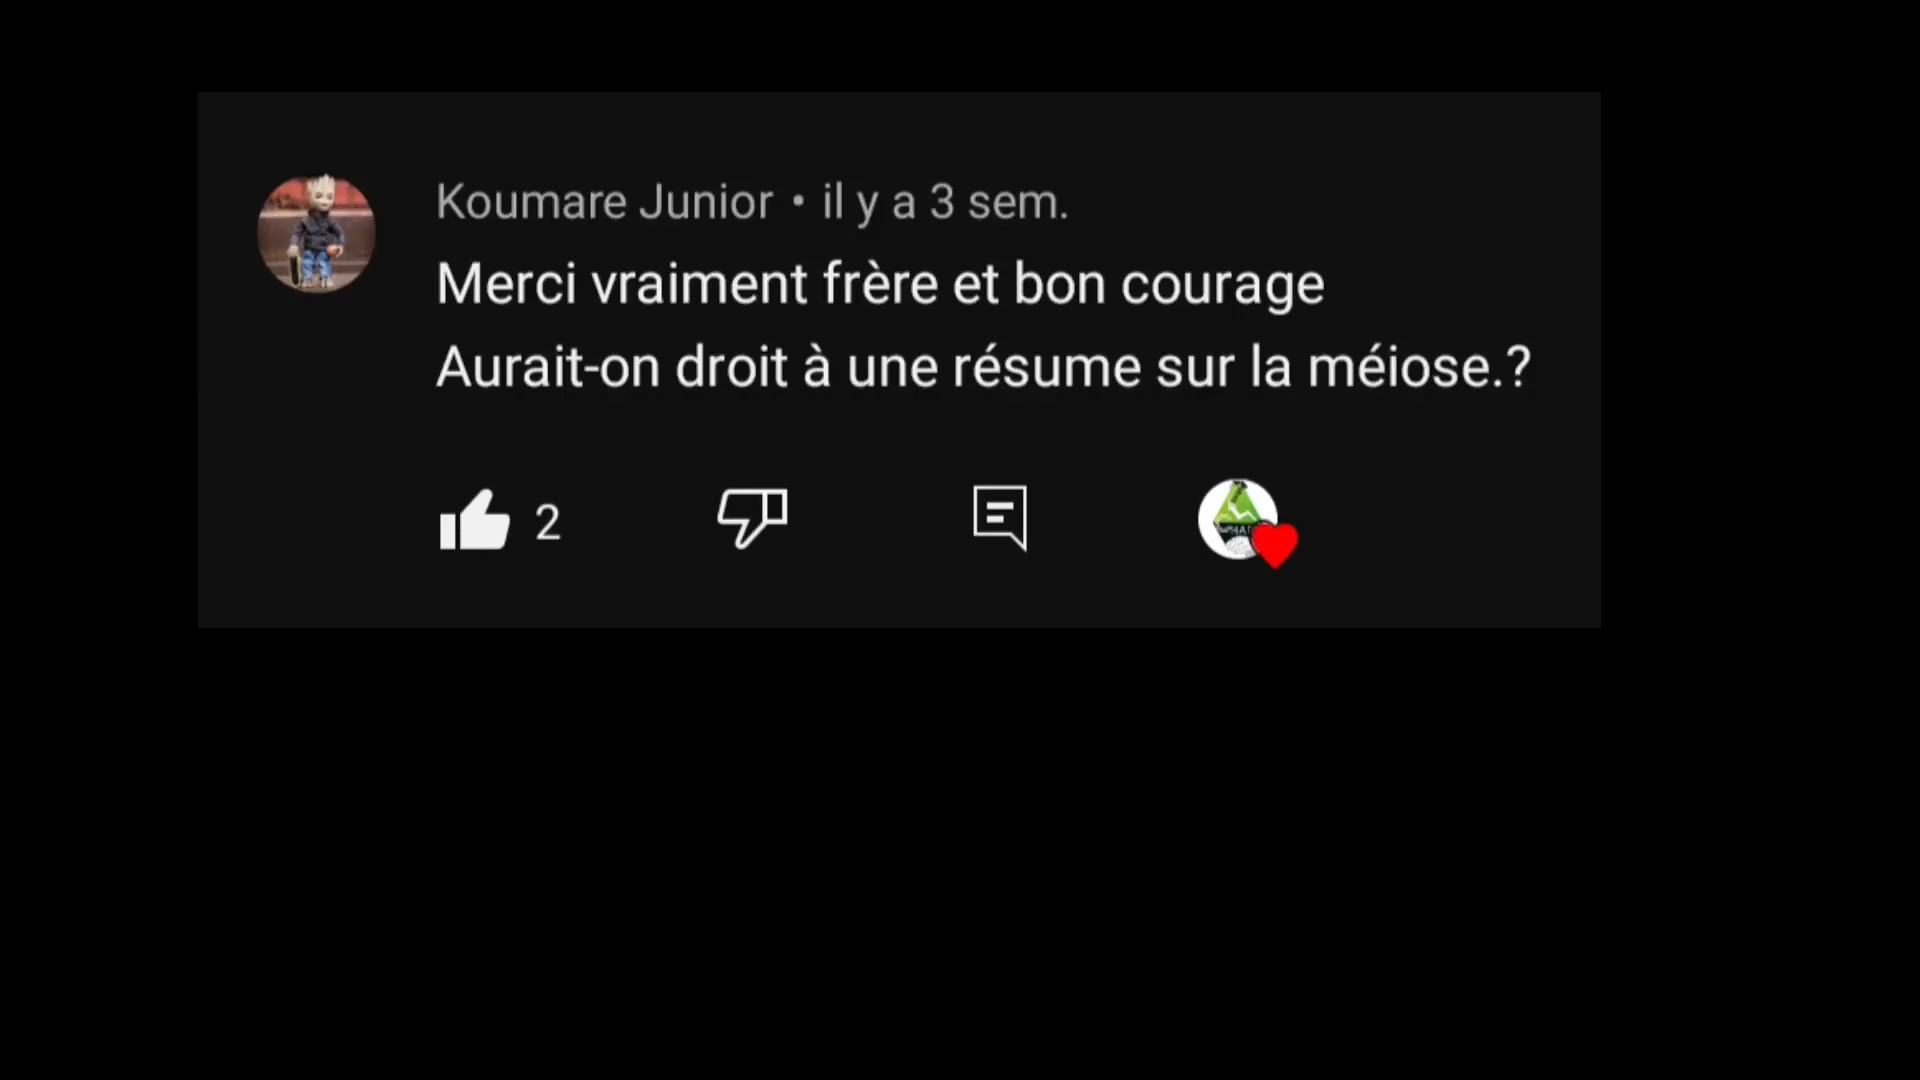 Koumare Junior • il y a 3 sem.
Merci vraiment frère et bon courage
Aurait-on droit à une résume sur la méiose.?
2